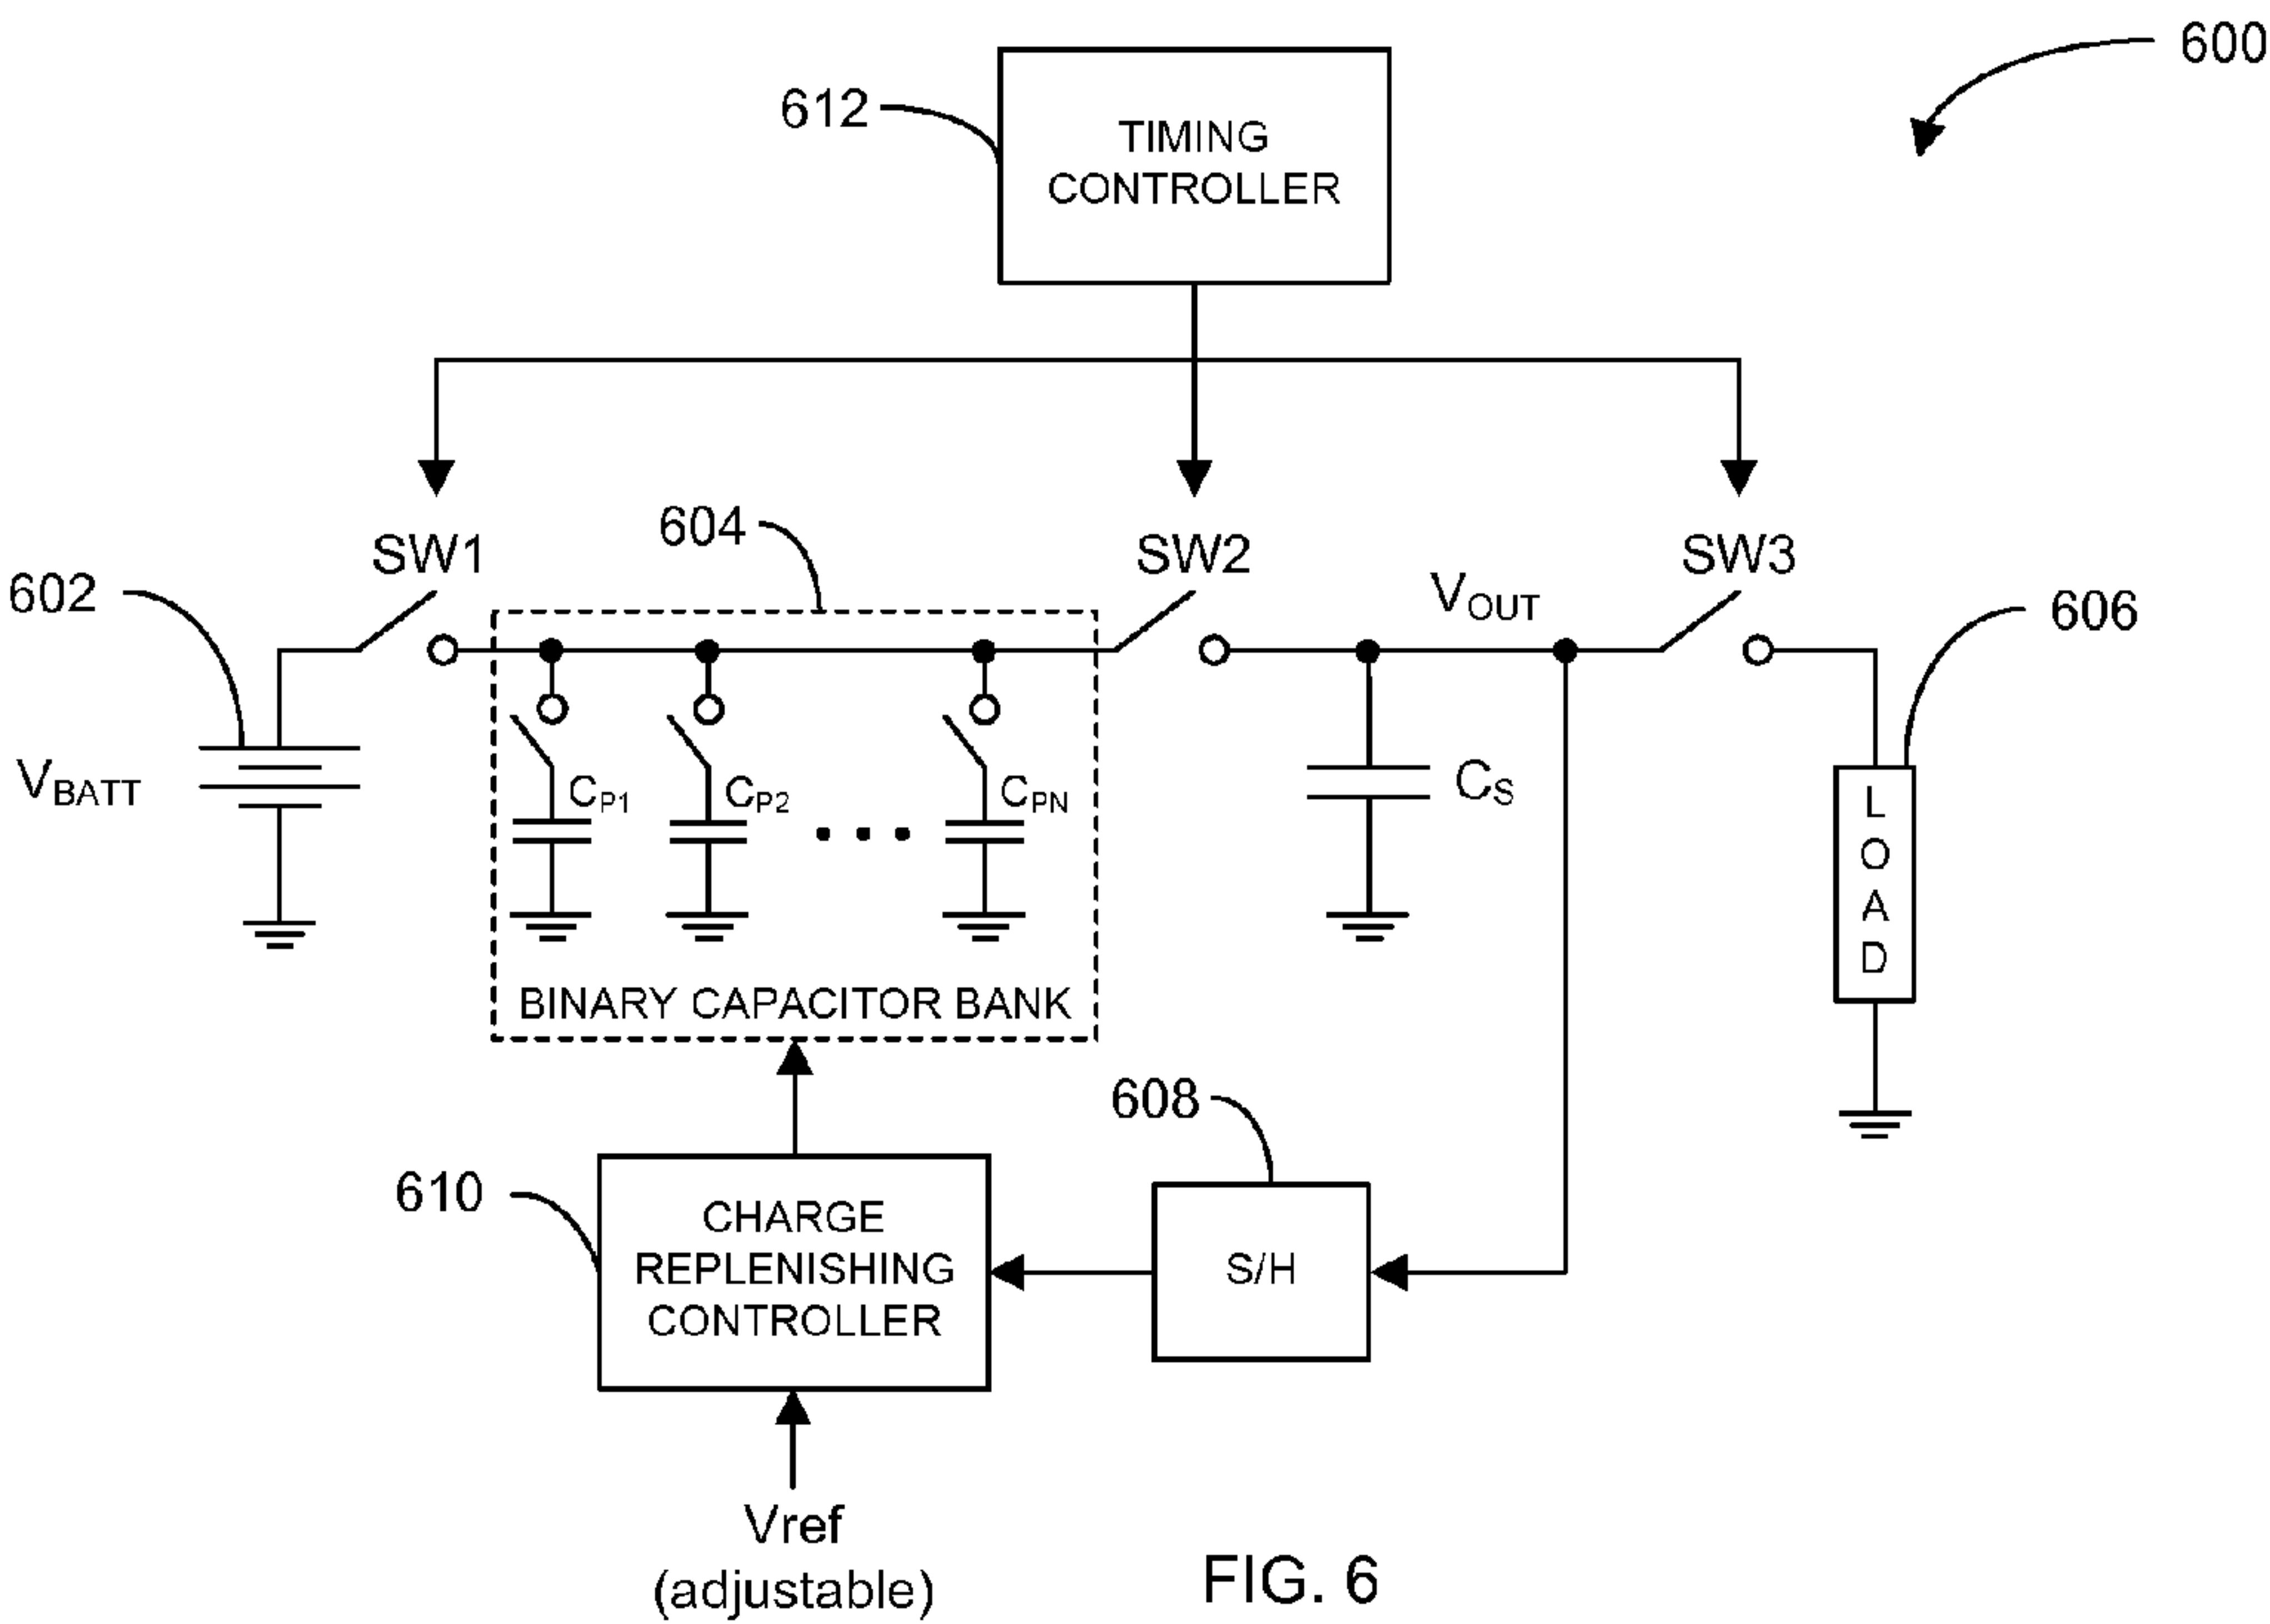 600
612
TIMING
CONTROLLER
604
SW1
SW2
SW3
602
VOUT
606
VBATT
CP1
CP2
CPN
CS
L
O
A
D
BINARY CAPACITOR BANK
608
610
CHARGE
REPLENISHING
CONTROLLER
S/H
Vref
(adjustable)
FIG. 6